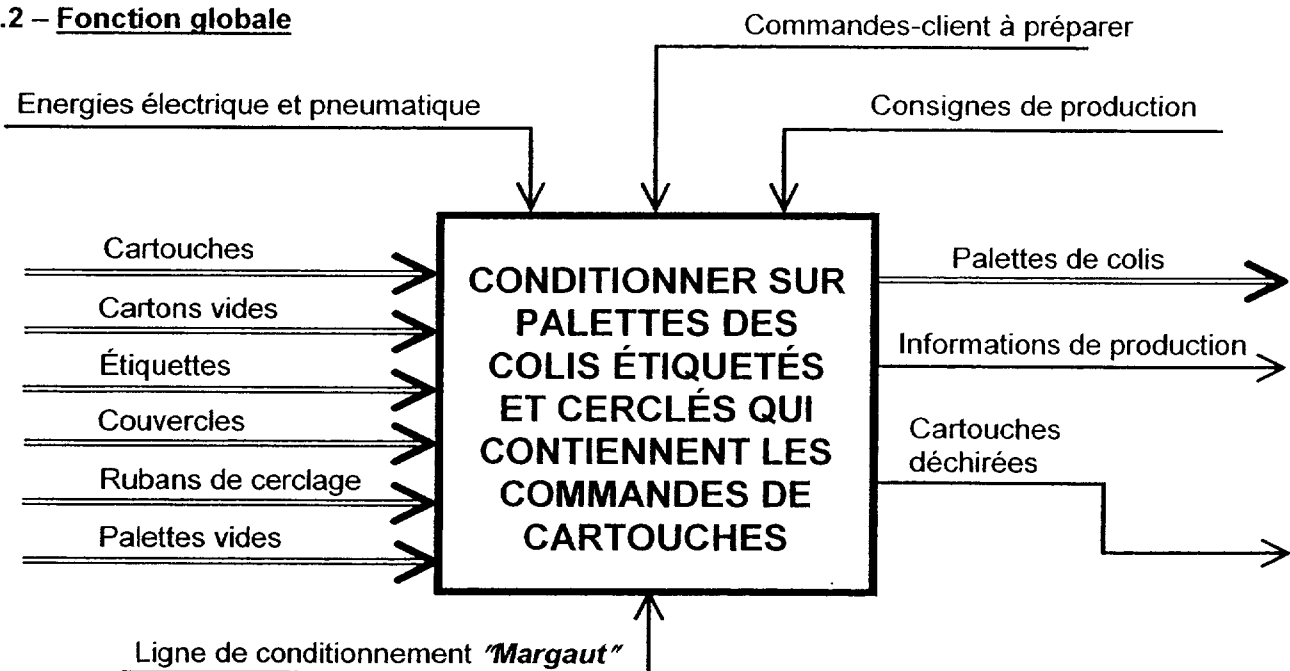 .2 – Fonction globale
Commandes-client à préparer
Energies électrique et pneumatique
Consignes de production
Cartouches
Cartons vides
Étiquettes
Couvercles
Rubans de cerclage
Palettes vides
CONDITIONNER SUR
PALETTES DES
COLIS ÉTIQUETÉS
ET CERCLÉS QUI
CONTIENNENT LES
COMMANDES DE
CARTOUCHES
Palettes de colis
Informations de production
Cartouches
déchirées
Ligne de conditionnement "Margaut"